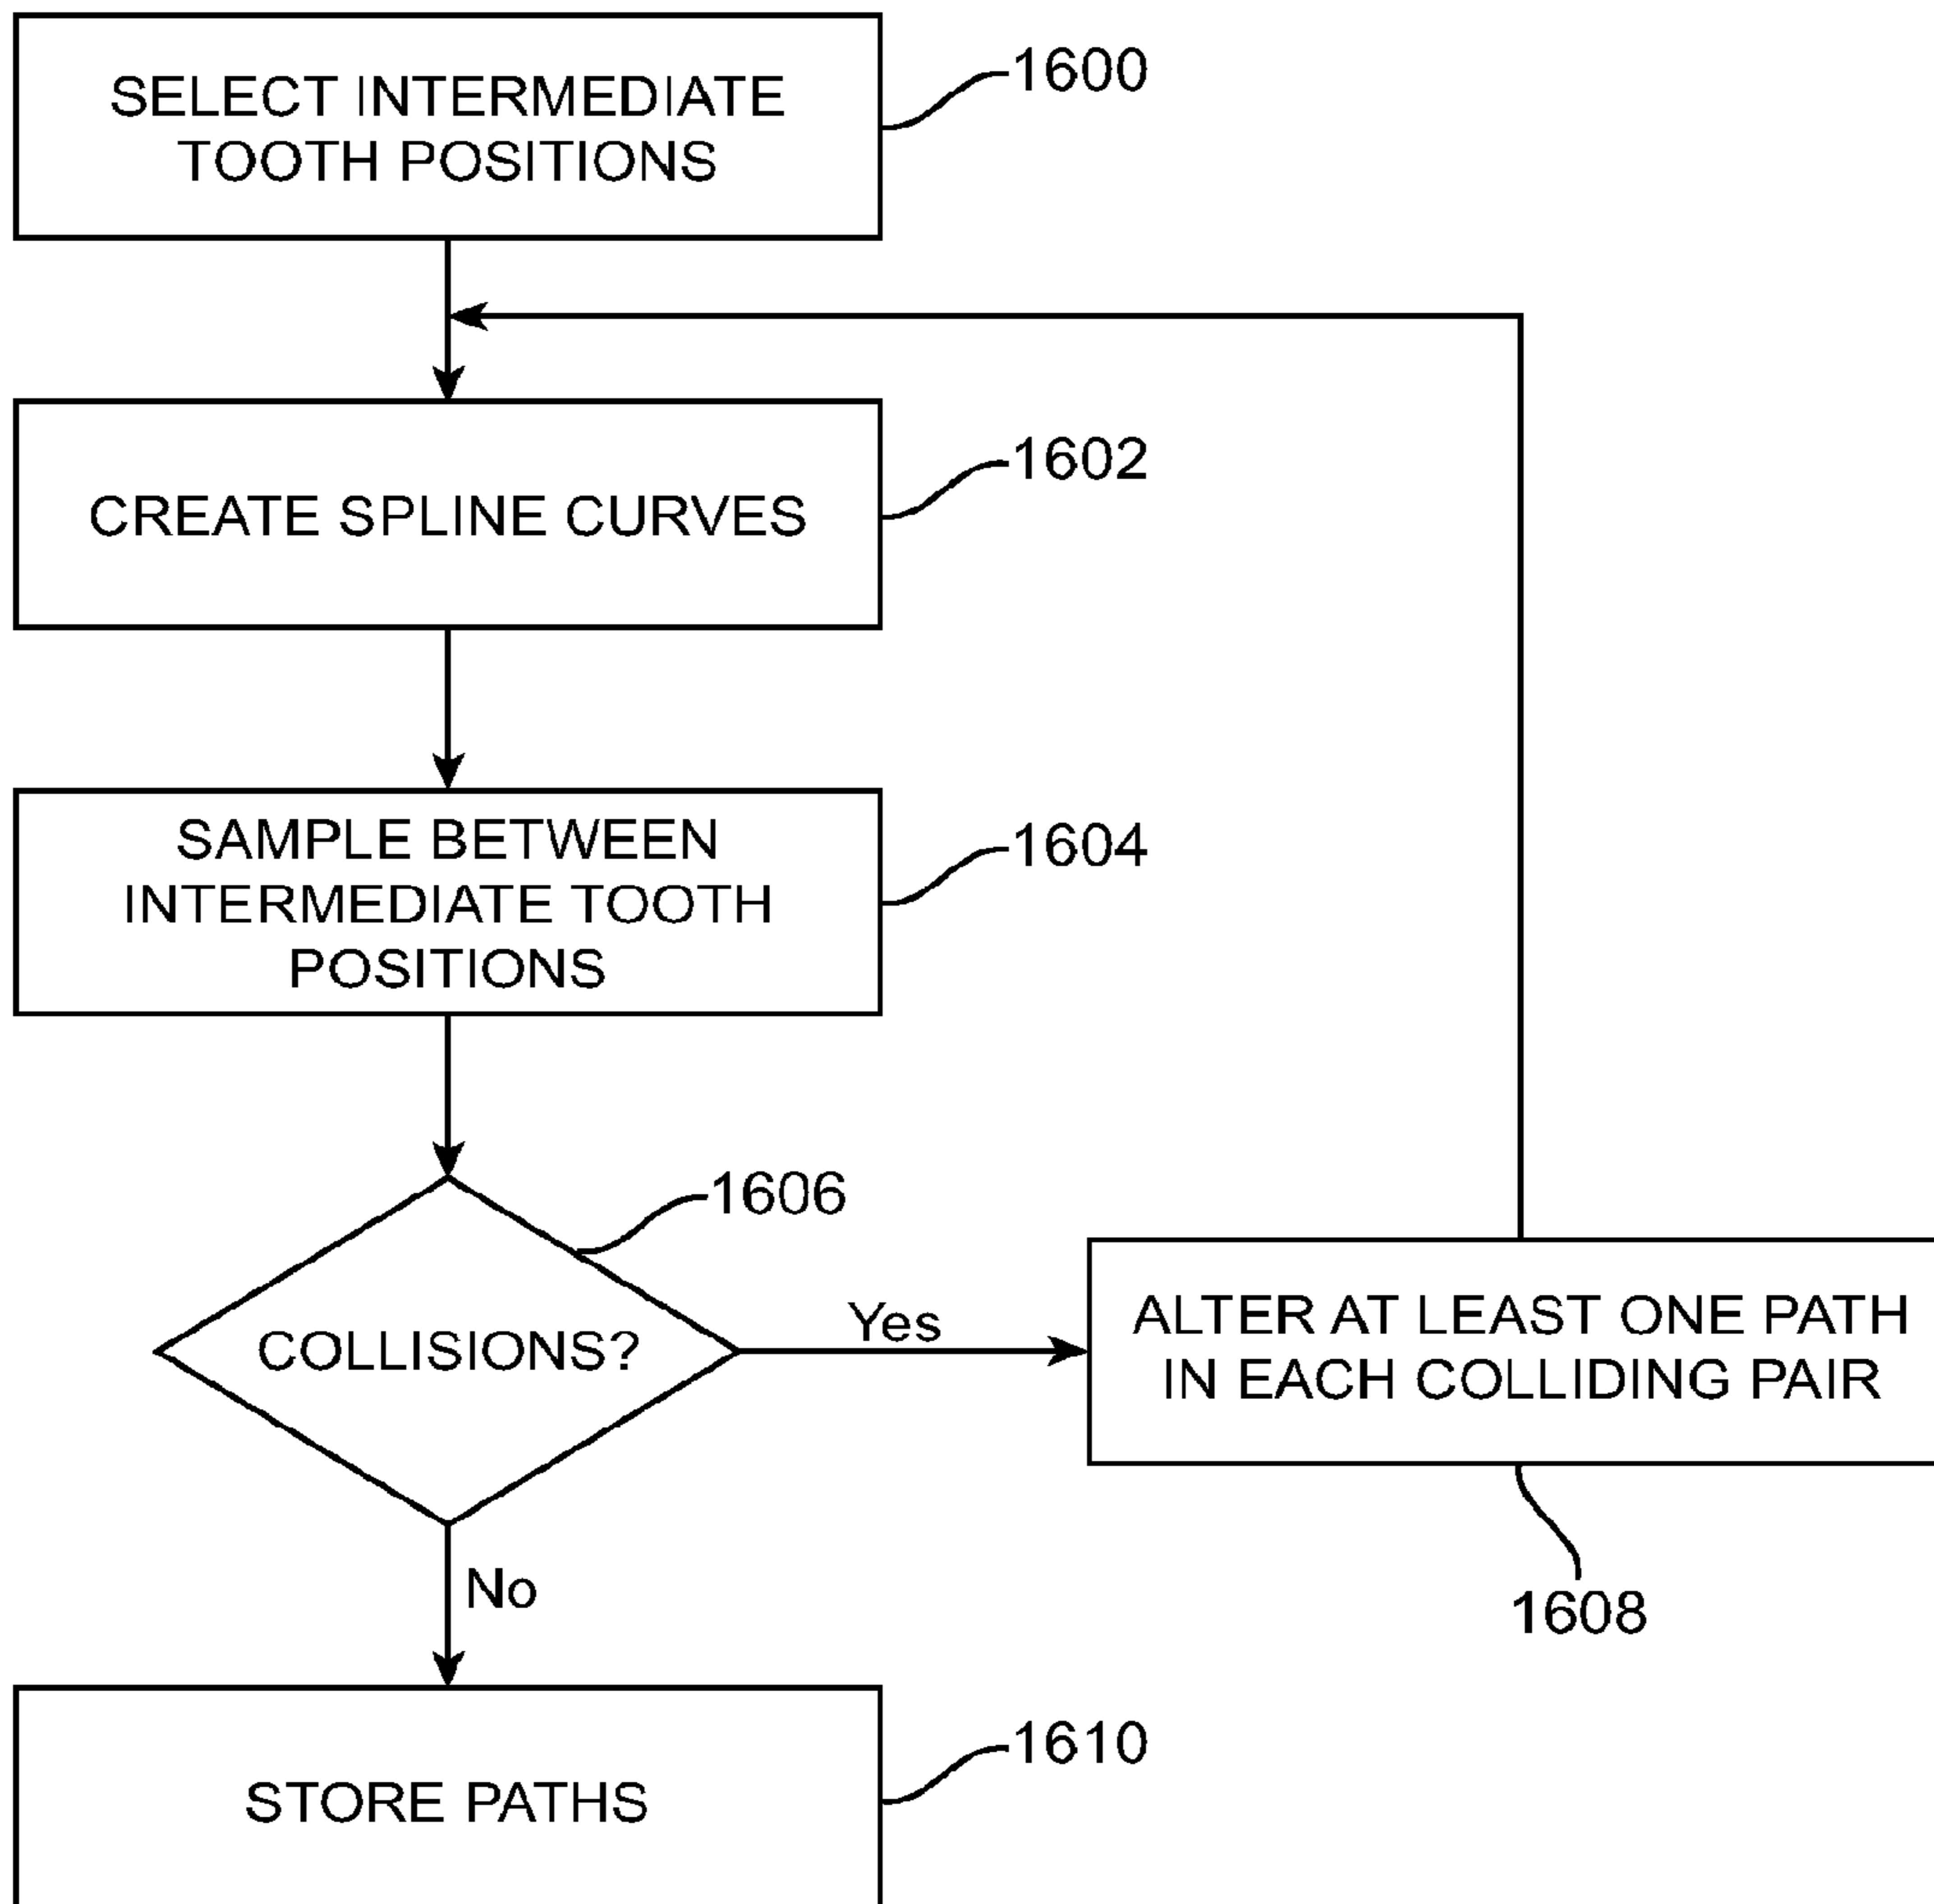 SELECT INTERMEDIATE
TOOTH POSITIONS
1600
CREATE SPLINE CURVES
1602
SAMPLE BETWEEN
INTERMEDIATE TOOTH
POSITIONS
1604
COLLISIONS?
1606
Yes
ALTER AT LEAST ONE PATH
IN EACH COLLIDING PAIR
1608
No
STORE PATHS
1610